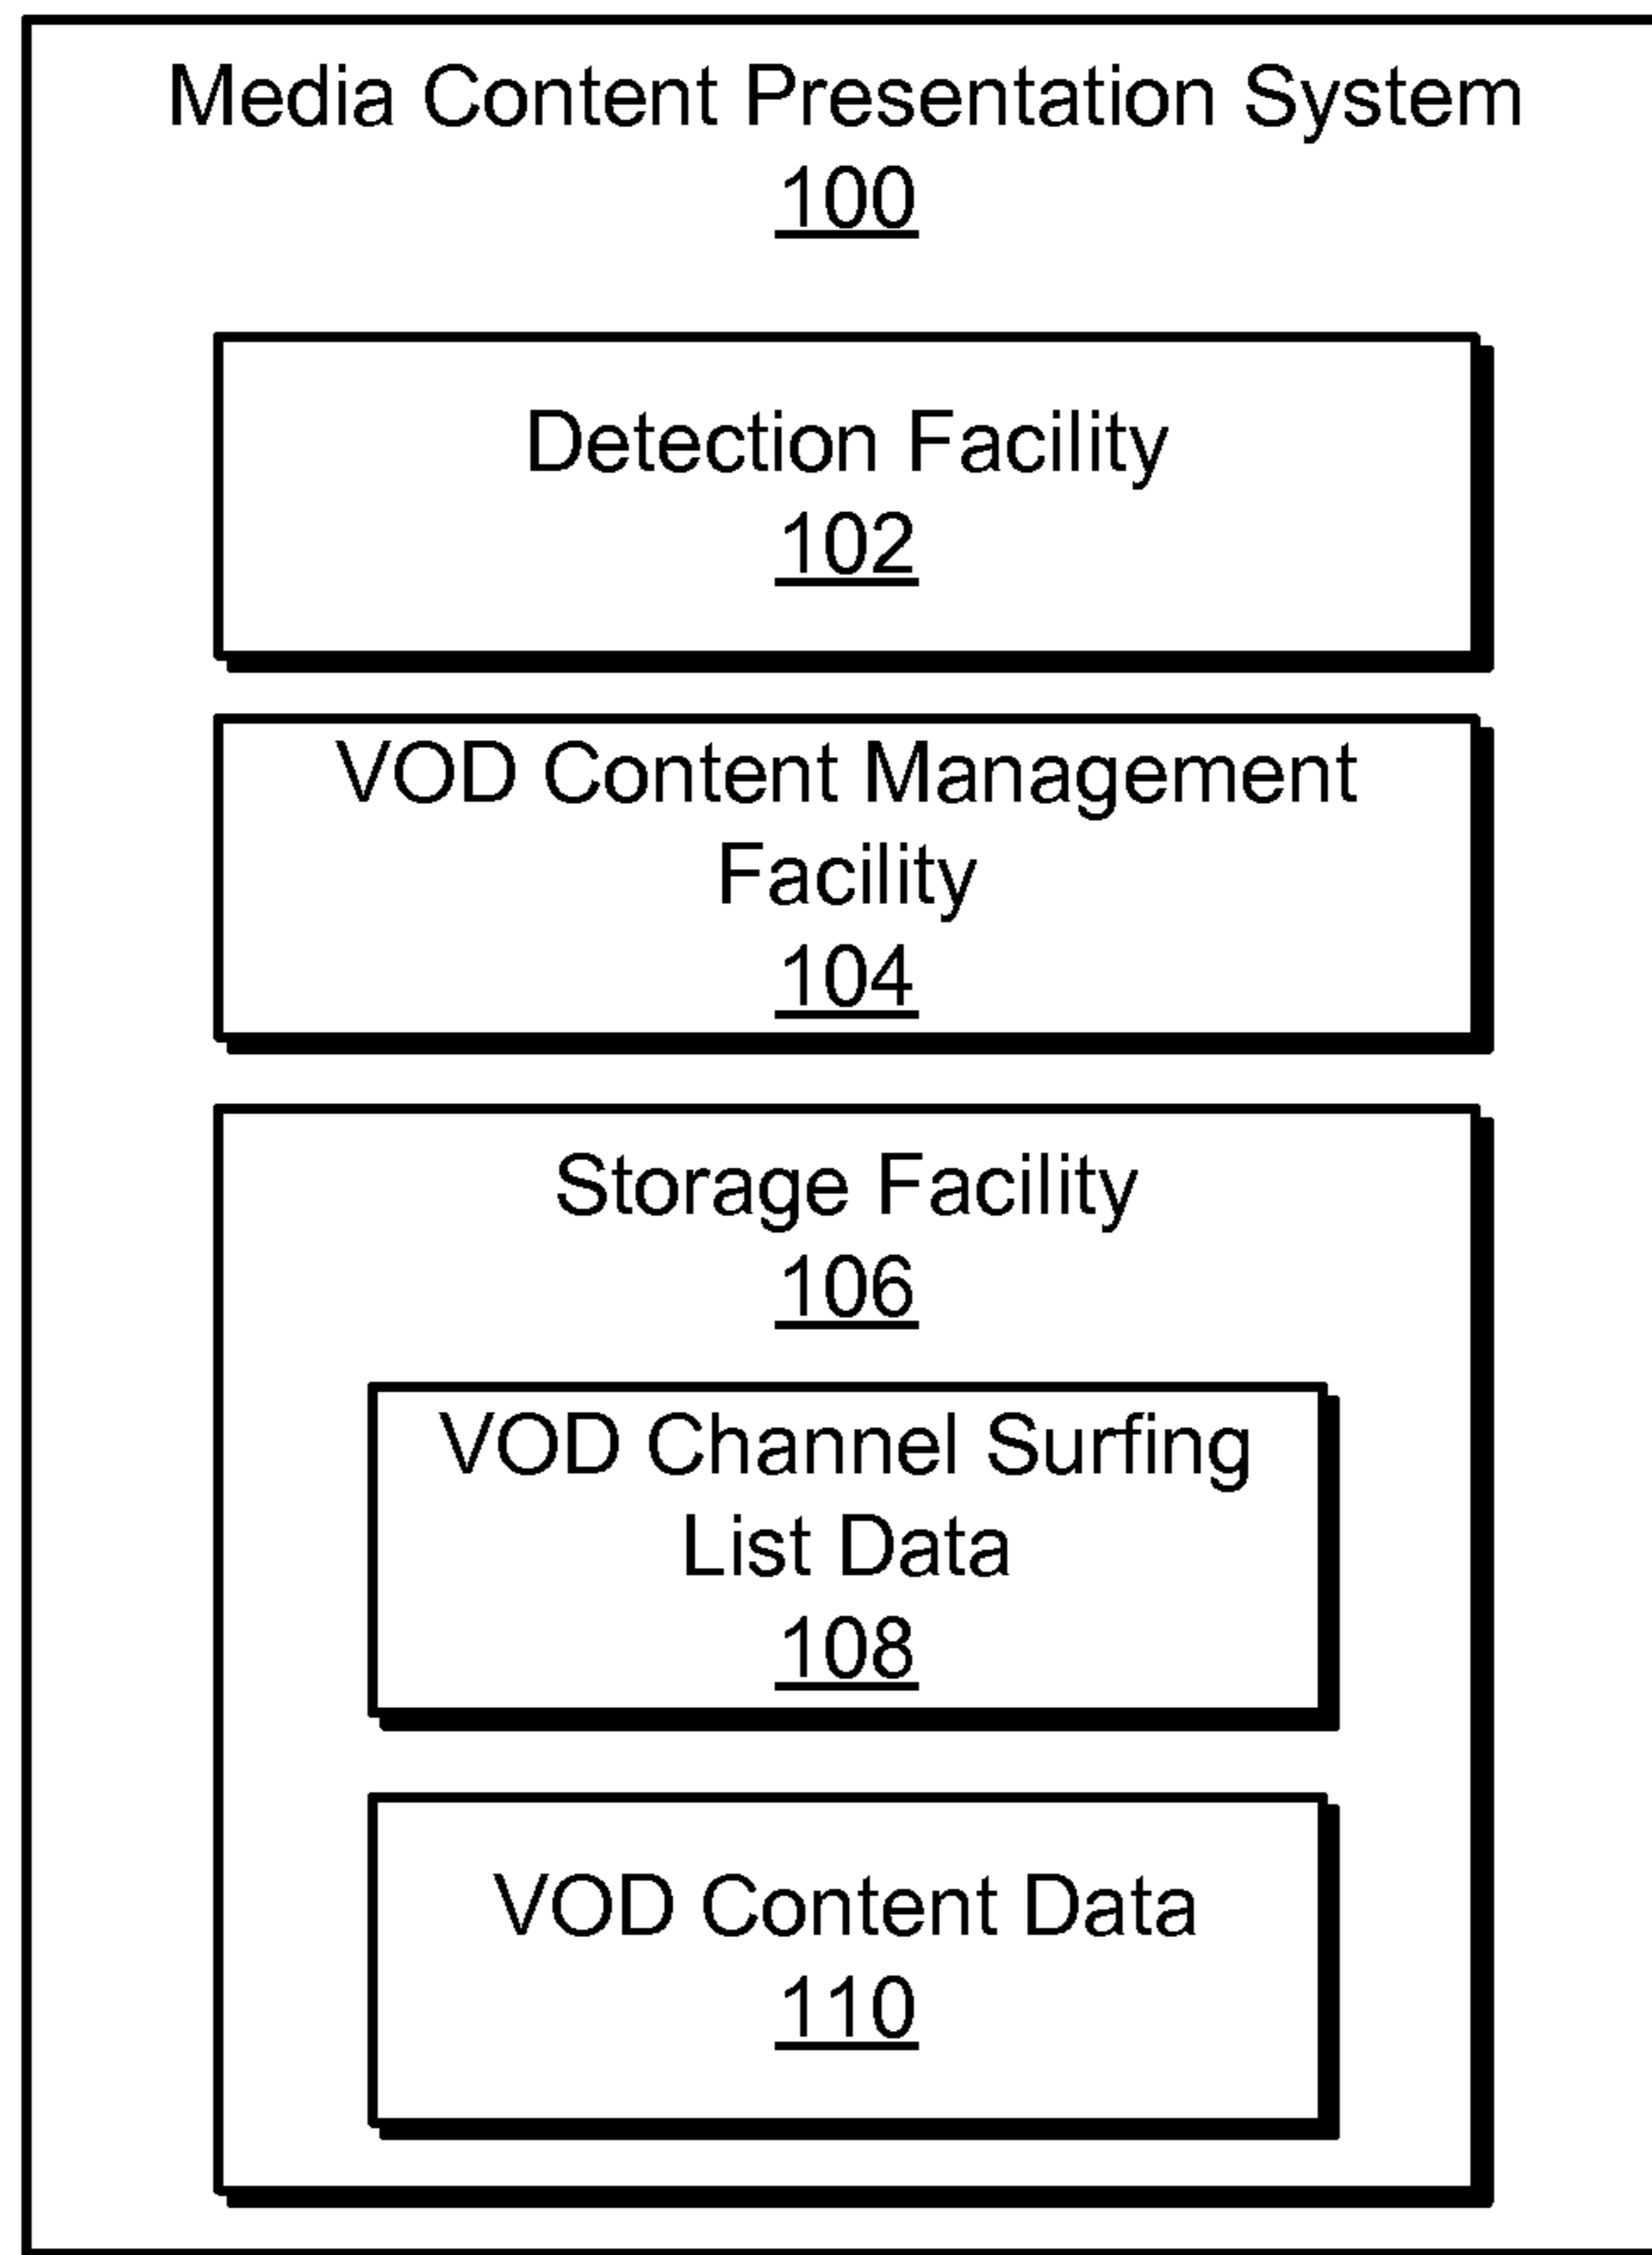 Media Content Presentation System
100
Detection Facility
102
VOD Content Management
Facility
104
Storage Facility
106
VOD Channel Surfing
List Data
108
VOD Content Data
110